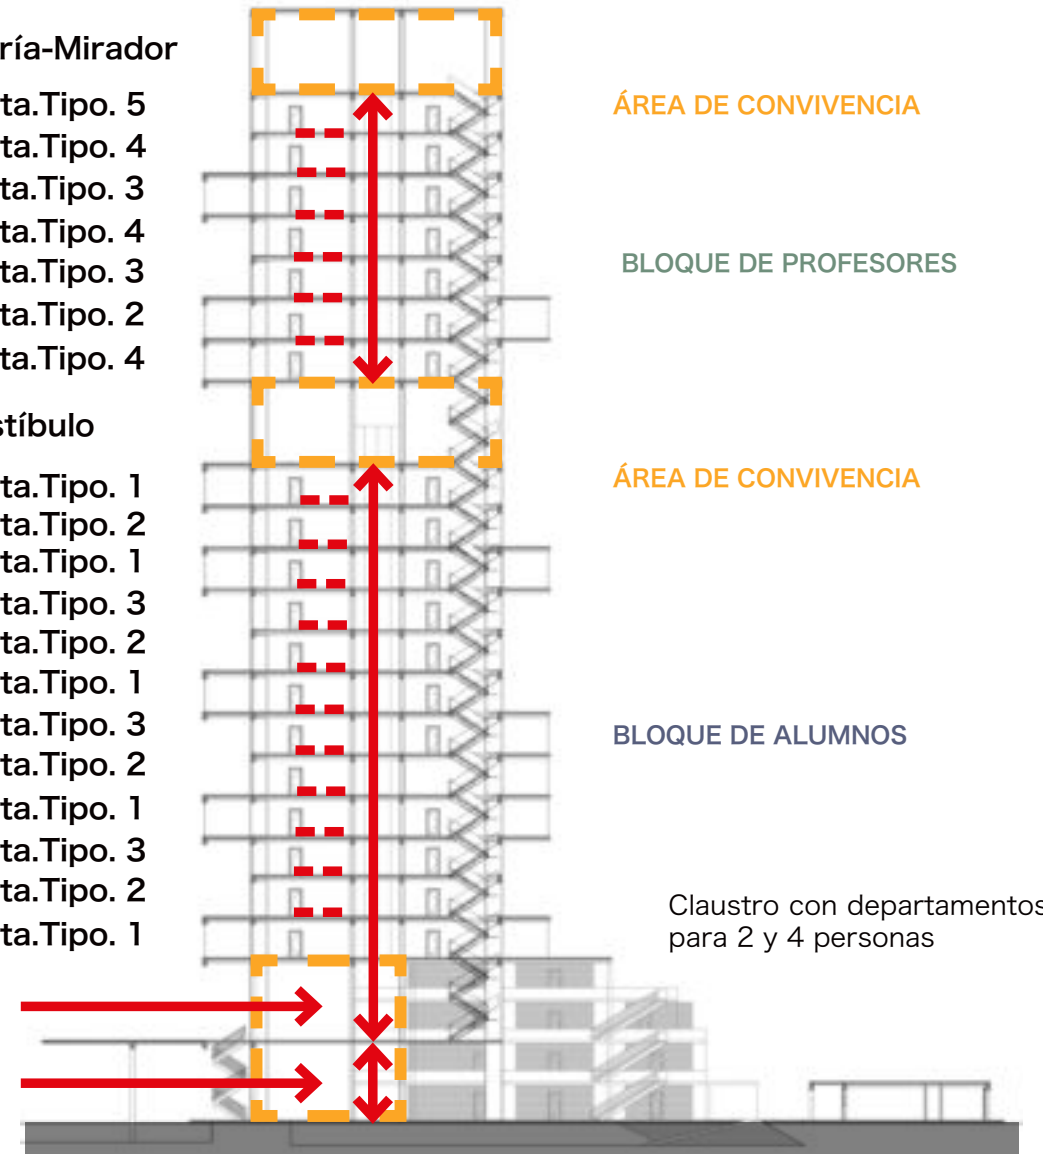 ría-Mirador
ta.Tipo. 5
ta.Tipo. 4
ta.Tipo. 3
ta.Tipo. 4
ta.Tipo. 3
ta.Tipo. 2
ta.Tipo. 4
stíbulo
ta.Tipo. 1
ta.Tipo. 2
ta.Tipo. 1
ta.Tipo. 3
ta.Tipo. 2
ta.Tipo. 1
ta.Tipo. 3
ta.Tipo. 2
ta.Tipo. 1
ta.Tipo. 3
ta.Tipo. 2
ta.Tipo. 1
ÁREA DE CONVIVENCIA
BLOQUE DE PROFESORES
ÁREA DE CONVIVENCIA
BLOQUE DE ALUMNOS
Claustro con departamentos
para 2 y 4 personas